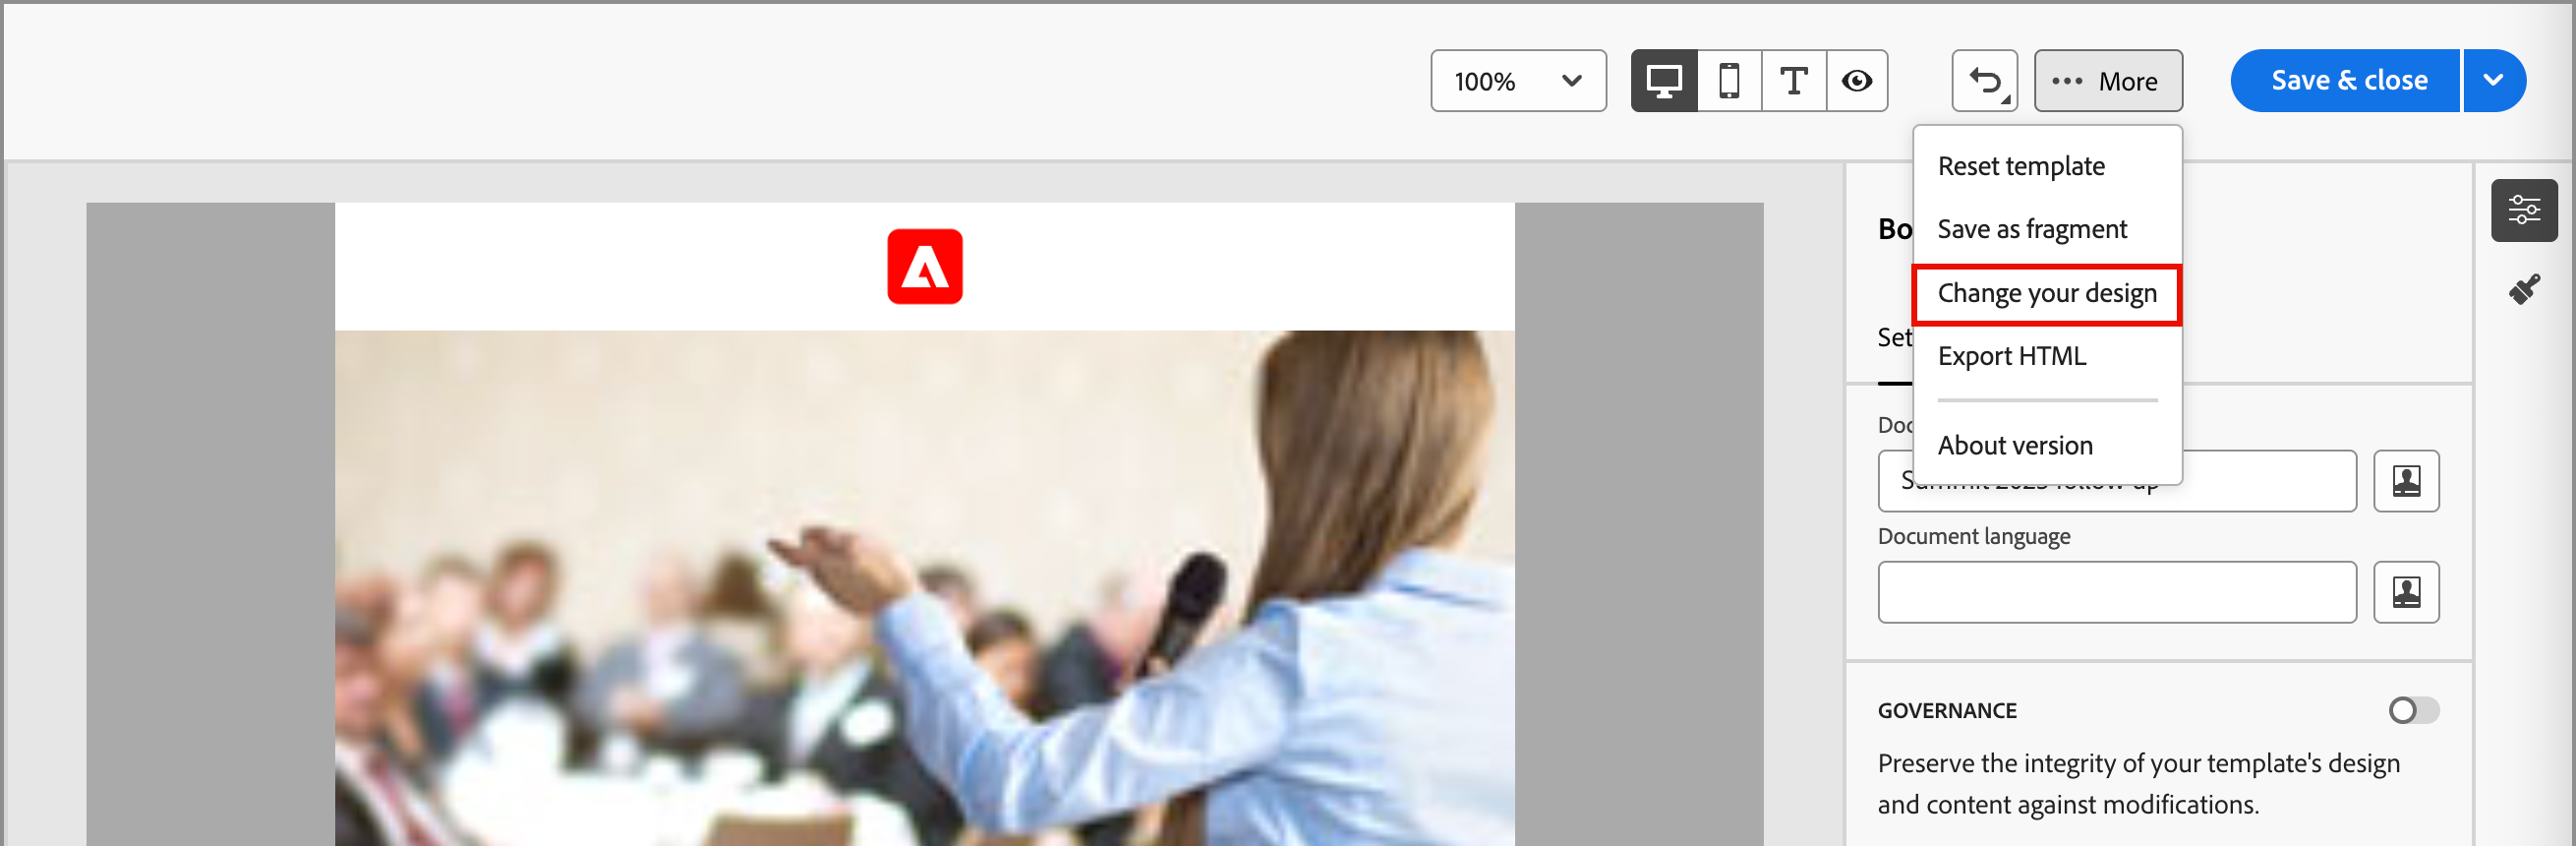 100%
More
Save & close
Reset template
Save as fragment
Change your design
Export HTML
About version
Bo
Set
Doc
Document language
GOVERNANCE
Preserve the integrity of your template's design
and content against modifications.